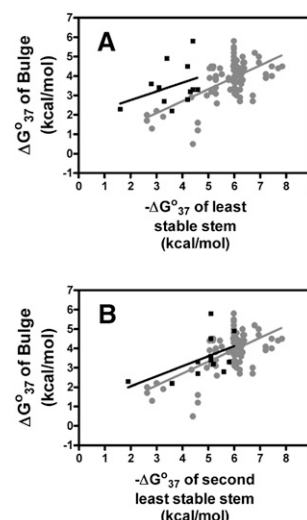 A
7
6
5
4
3
2
1
0
-1
ΔG°37 of Bulge
(kcal/mol)
0 1 2 3 4 5 6 7 8
-ΔG°37 of least
stable stem
(kcal/mol)
B
7
6
5
4
3
2
1
0
-1
ΔG°37 of Bulge
(kcal/mol)
0 1 2 3 4 5 6 7 8
-ΔG°37 of second
least stable stem
(kcal/mol)